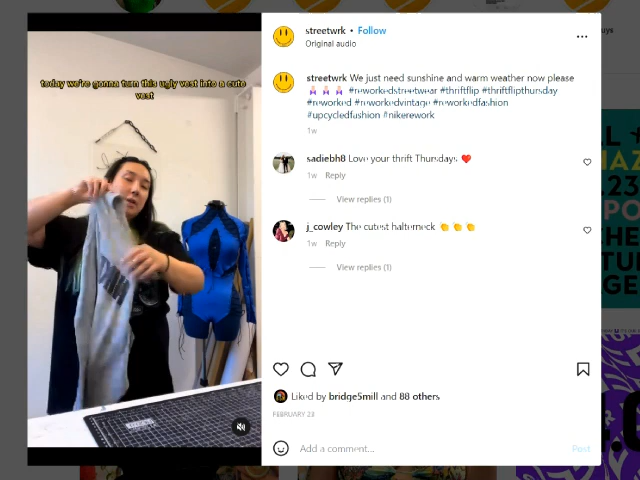 today we're gonna turn this ugly vest into a cute
vest
streetwrk • Follow
Original audio
streetwrk We just need sunshine and warm weather now please
#reworkedstreetwear #thriftflip #thriftflipthursday
#reworked #reworkedvintage #reworkedfashion
#upcycledfashion #nikerework
1w
sadiebh8 Love your thrift Thursdays
1w Reply
View replies (1)
j_cowley The cutest halterneck
1w Reply
View replies (1)
Liked by bridge5mill and 88 others
FEBRUARY 23
Add a comment...
Post